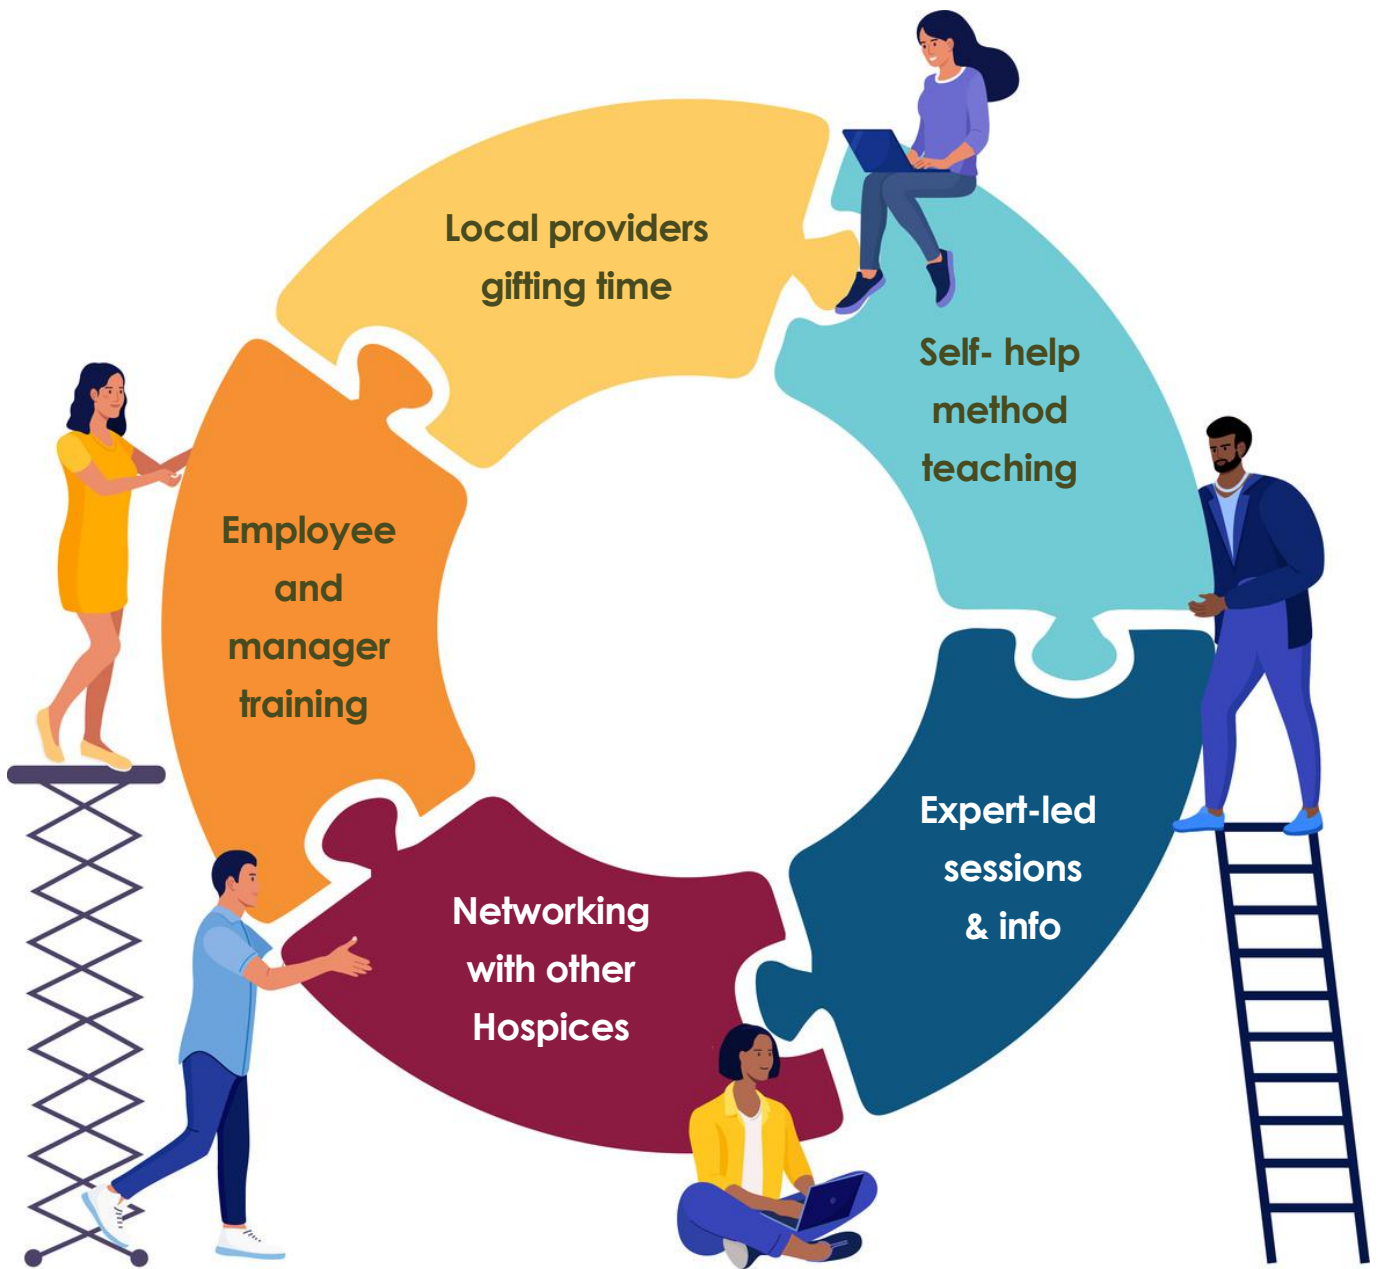 Local providers
gifting time
Self- help
method
teaching
Employee
and
manager
training
Expert-led
sessions
& info
Networking
with other
Hospices